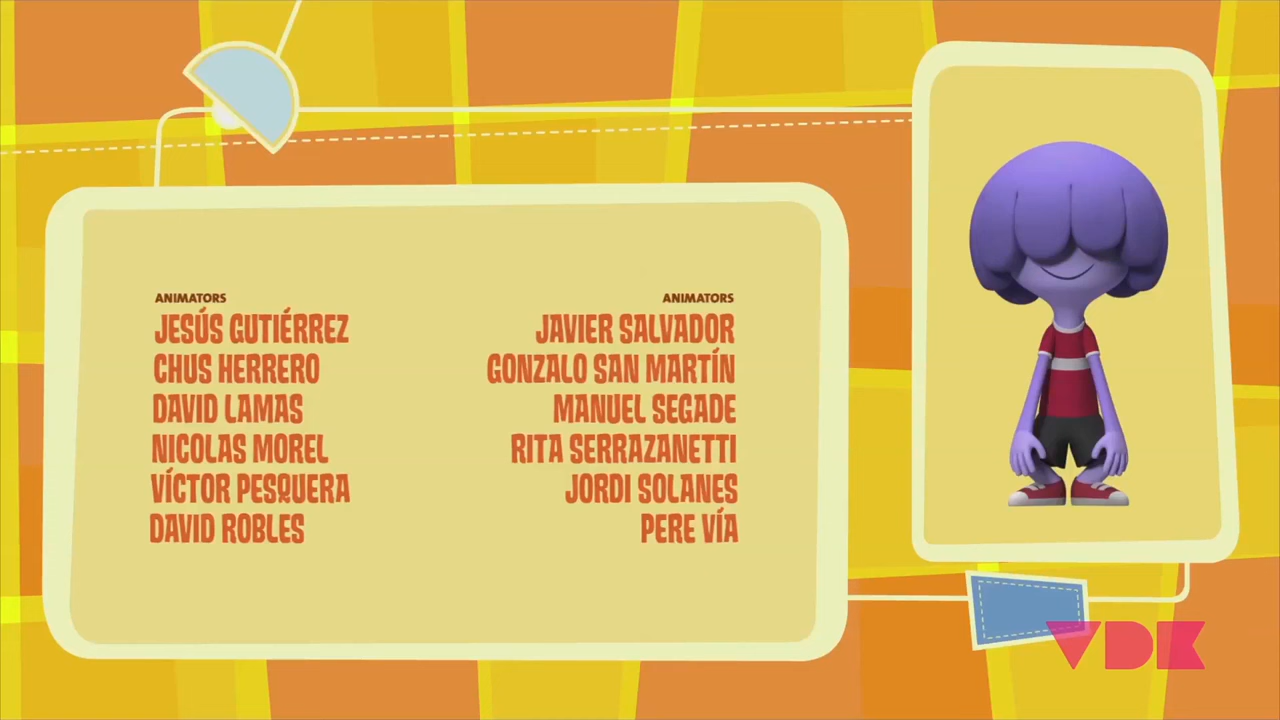 ANIMATORS
JESÚS GUTIÉRREZ
CHUS HERRERO
DAVID LAMAS
NICOLAS MOREL
VÍCTOR PESQUERA
DAVID ROBLES
ANIMATORS
JAVIER SALVADOR
GONZALO SAN MARTÍN
MANUEL SEGADE
RITA SERRAZANETTI
JORDI SOLANES
PERE VÍA
VDK